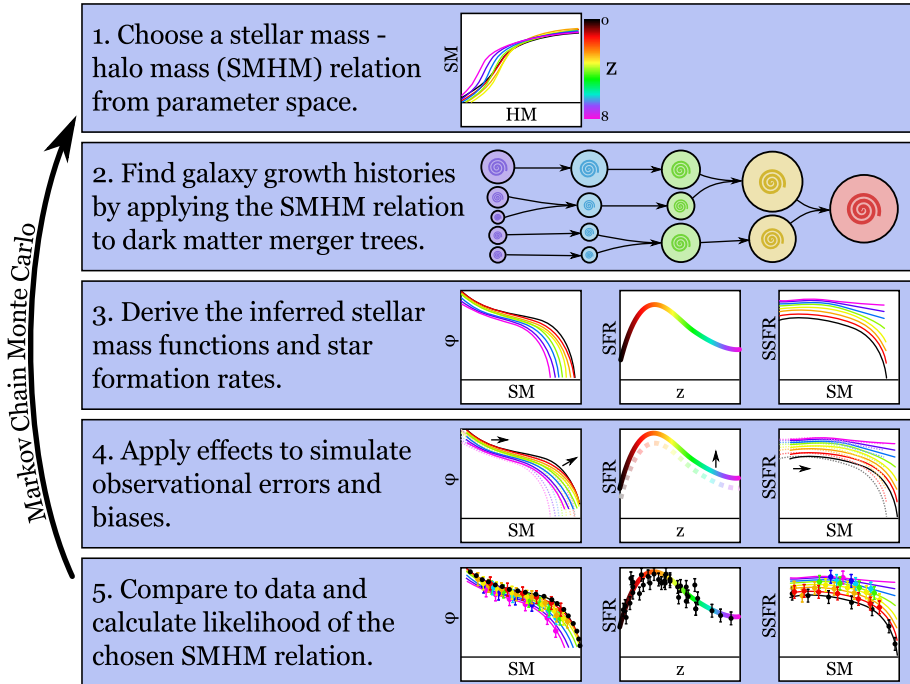 1. Choose a stellar mass -
halo mass (SMHM) relation
from parameter space.
SM
HM
0
z
8
2. Find galaxy growth histories
by applying the SMHM relation
to dark matter merger trees.
Markov Chain Monte Carlo
3. Derive the inferred stellar
mass functions and star
formation rates.
Φ
SM
SFR
z
SSFR
SM
4. Apply effects to simulate
observational errors and
biases.
Φ
SM
SFR
z
SSFR
SM
5. Compare to data and
calculate likelihood of the
chosen SMHM relation.
Φ
SM
SFR
z
SSFR
SM